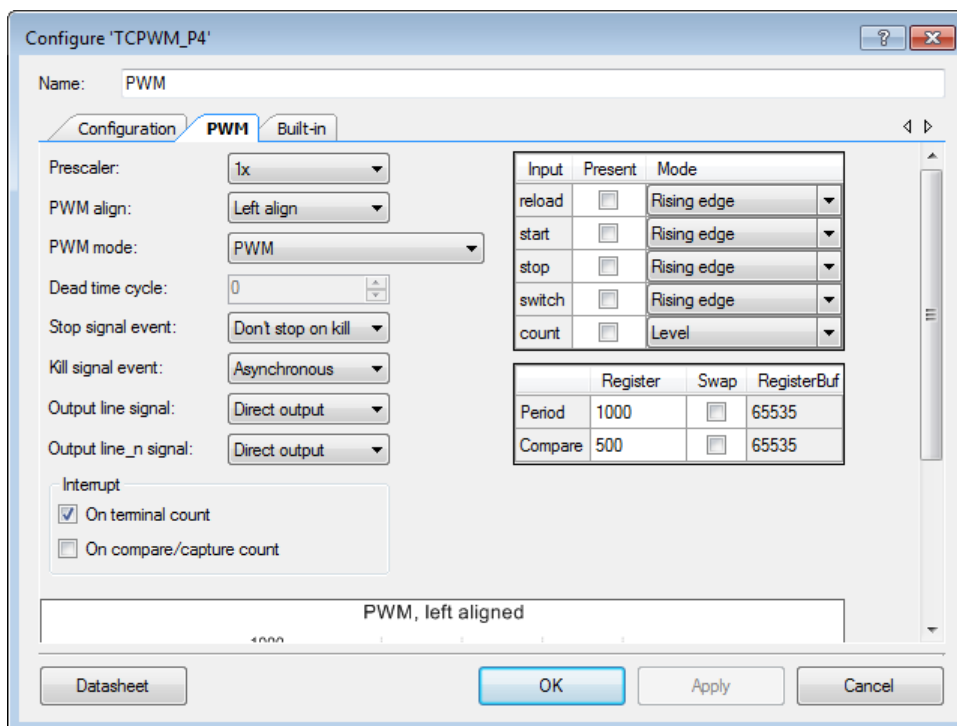 Configure 'TCPWM_P4'
Name: PWM
Configuration PWM Built-in
Prescaler: 1x
PWM align: Left align
PWM mode: PWM
Dead time cycle: 0
Stop signal event: Don't stop on kill
Kill signal event: Asynchronous
Output line signal: Direct output
Output line_n signal: Direct output
Interrupt
On terminal count
On compare/capture count
Input Present Mode
reload Rising edge
start Rising edge
stop Rising edge
switch Rising edge
count Level
Register Swap RegisterBuf
Period 1000 65535
Compare 500 65535
PWM, left aligned
1000
Datasheet OK Apply Cancel